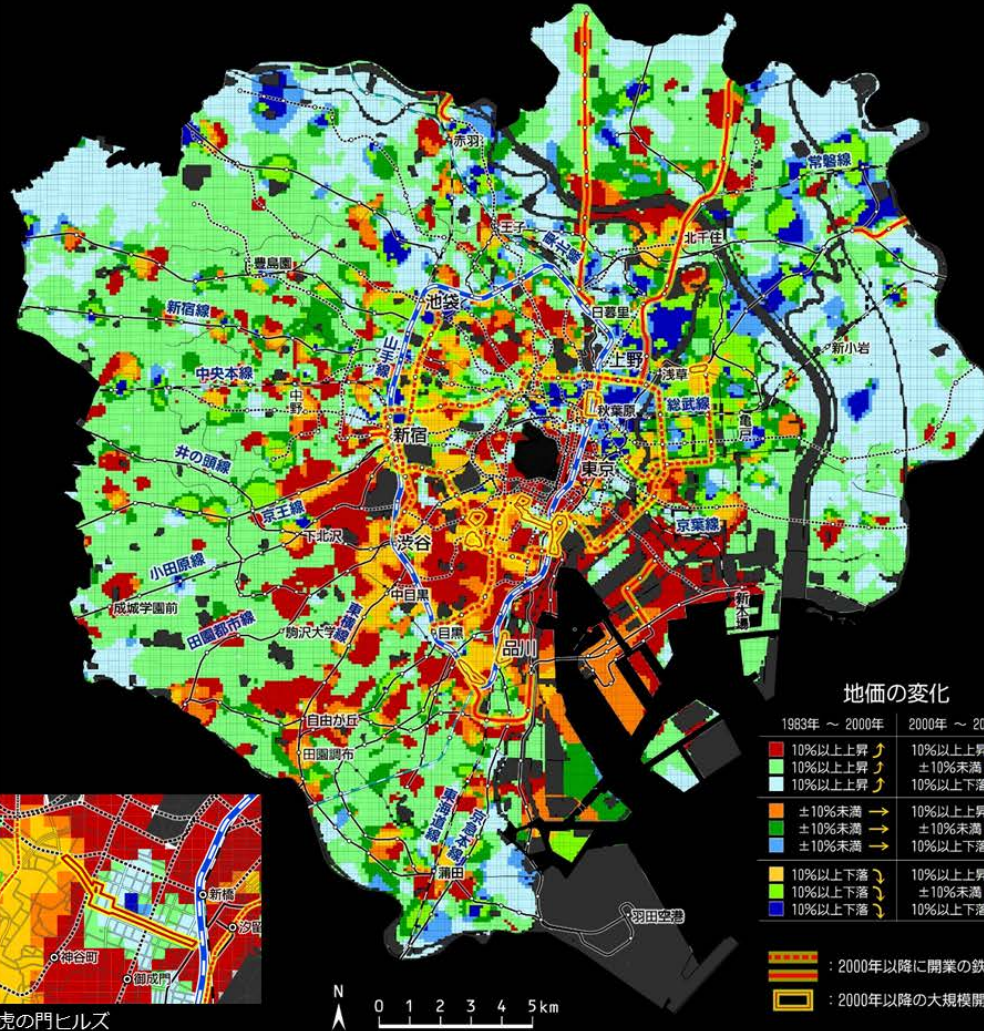 赤羽
常磐線
王子
北千住
豊島園
池袋
日暮里
新宿線
山手線
上野
新小岩
中央本線
浅草
中野
秋葉原
総武線
亀戸
新宿
井の頭線
東京
京王線
京葉線
下北沢
渋谷
小田原線
中目黒
新木場
成城学園前
田園都市線
東横線
駒沢大学
目黒
品川
自由が丘
田園調布
東海道線
京急本線
蒲田
羽田空港
地価の変化
1983年 ～ 2000年 2000年 ～ 20
10%以上上昇 10%以上上昇
10%以上上昇 ±10%未満
10%以上上昇 10%以上下落
±10%未満 → 10%以上上昇
±10%未満 → ±10%未満
±10%未満 → 10%以上下落
10%以上下落 10%以上上昇
10%以上下落 ±10%未満
10%以上下落 10%以上下落
：2000年以降に開業の鉄
：2000年以降の大規模開
新橋
汐留
神谷町
御成門
虎の門ヒルズ
N
0 1 2 3 4 5km